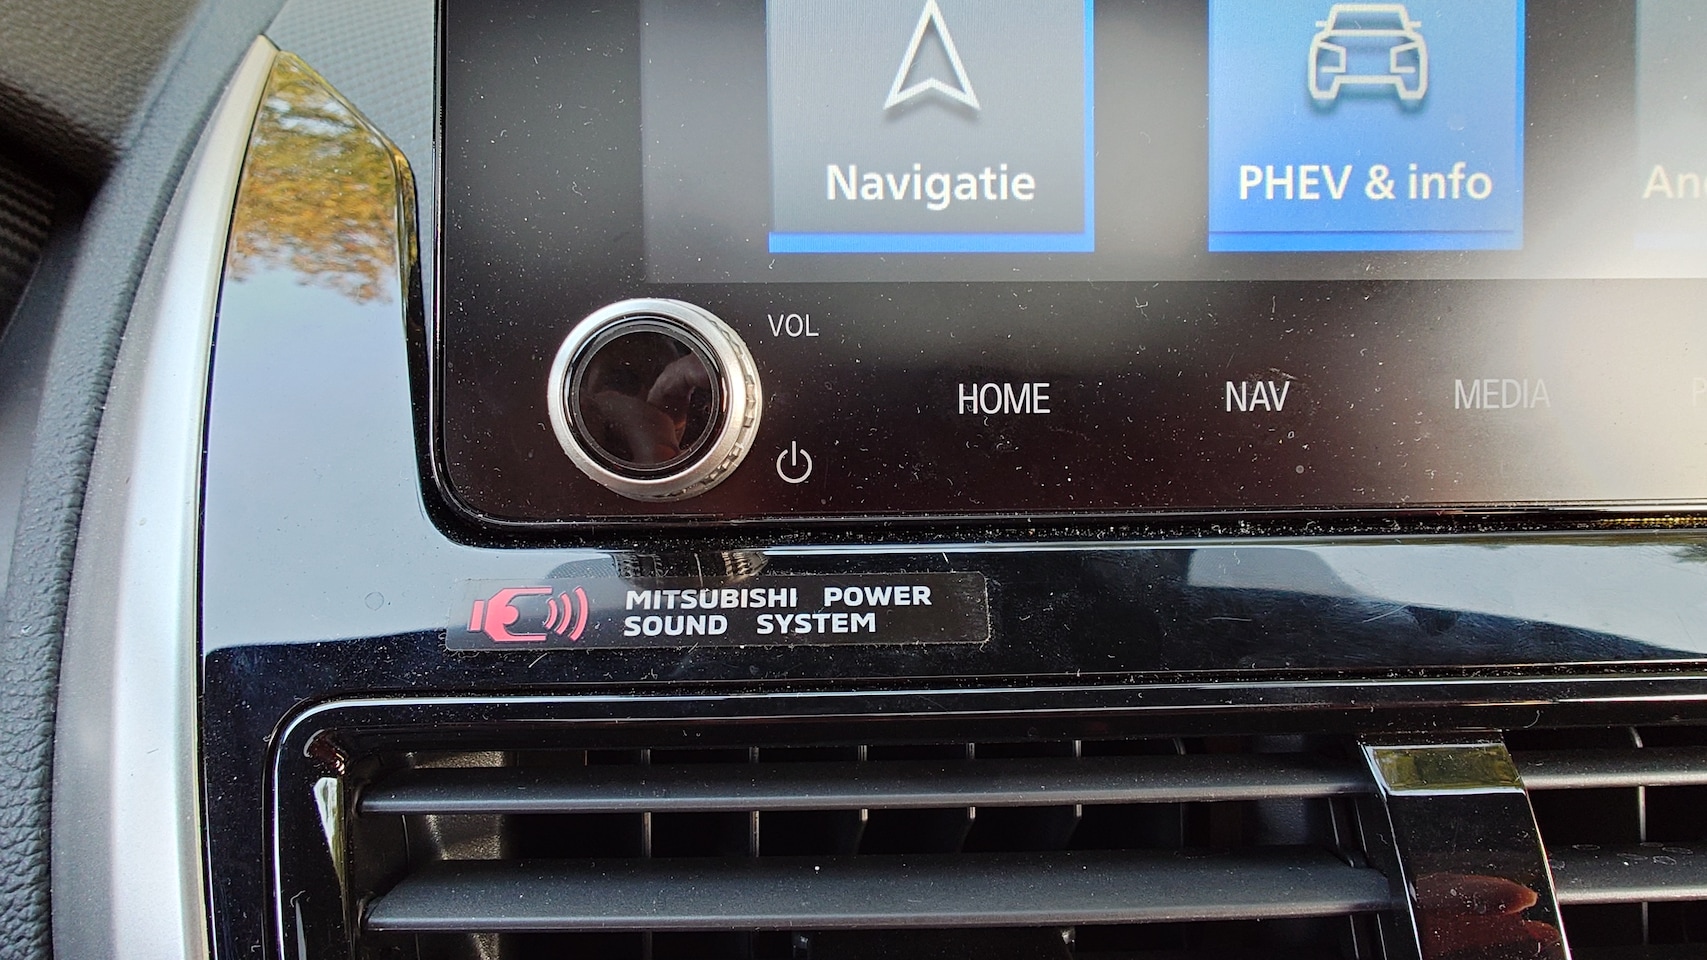 Navigatie
PHEV & info
VOL
HOME
NAV
MEDIA
MITSUBISHI POWER
SOUND SYSTEM